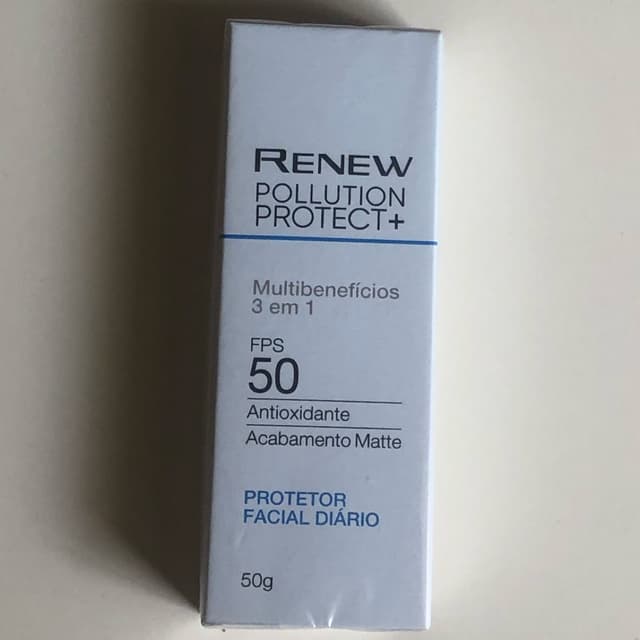 RENEW
POLLUTION
PROTECT+
Multibenefícios
3 em 1
FPS
50
Antioxidante
Acabamento Matte
PROTETOR
FACIAL DIÁRIO
50g